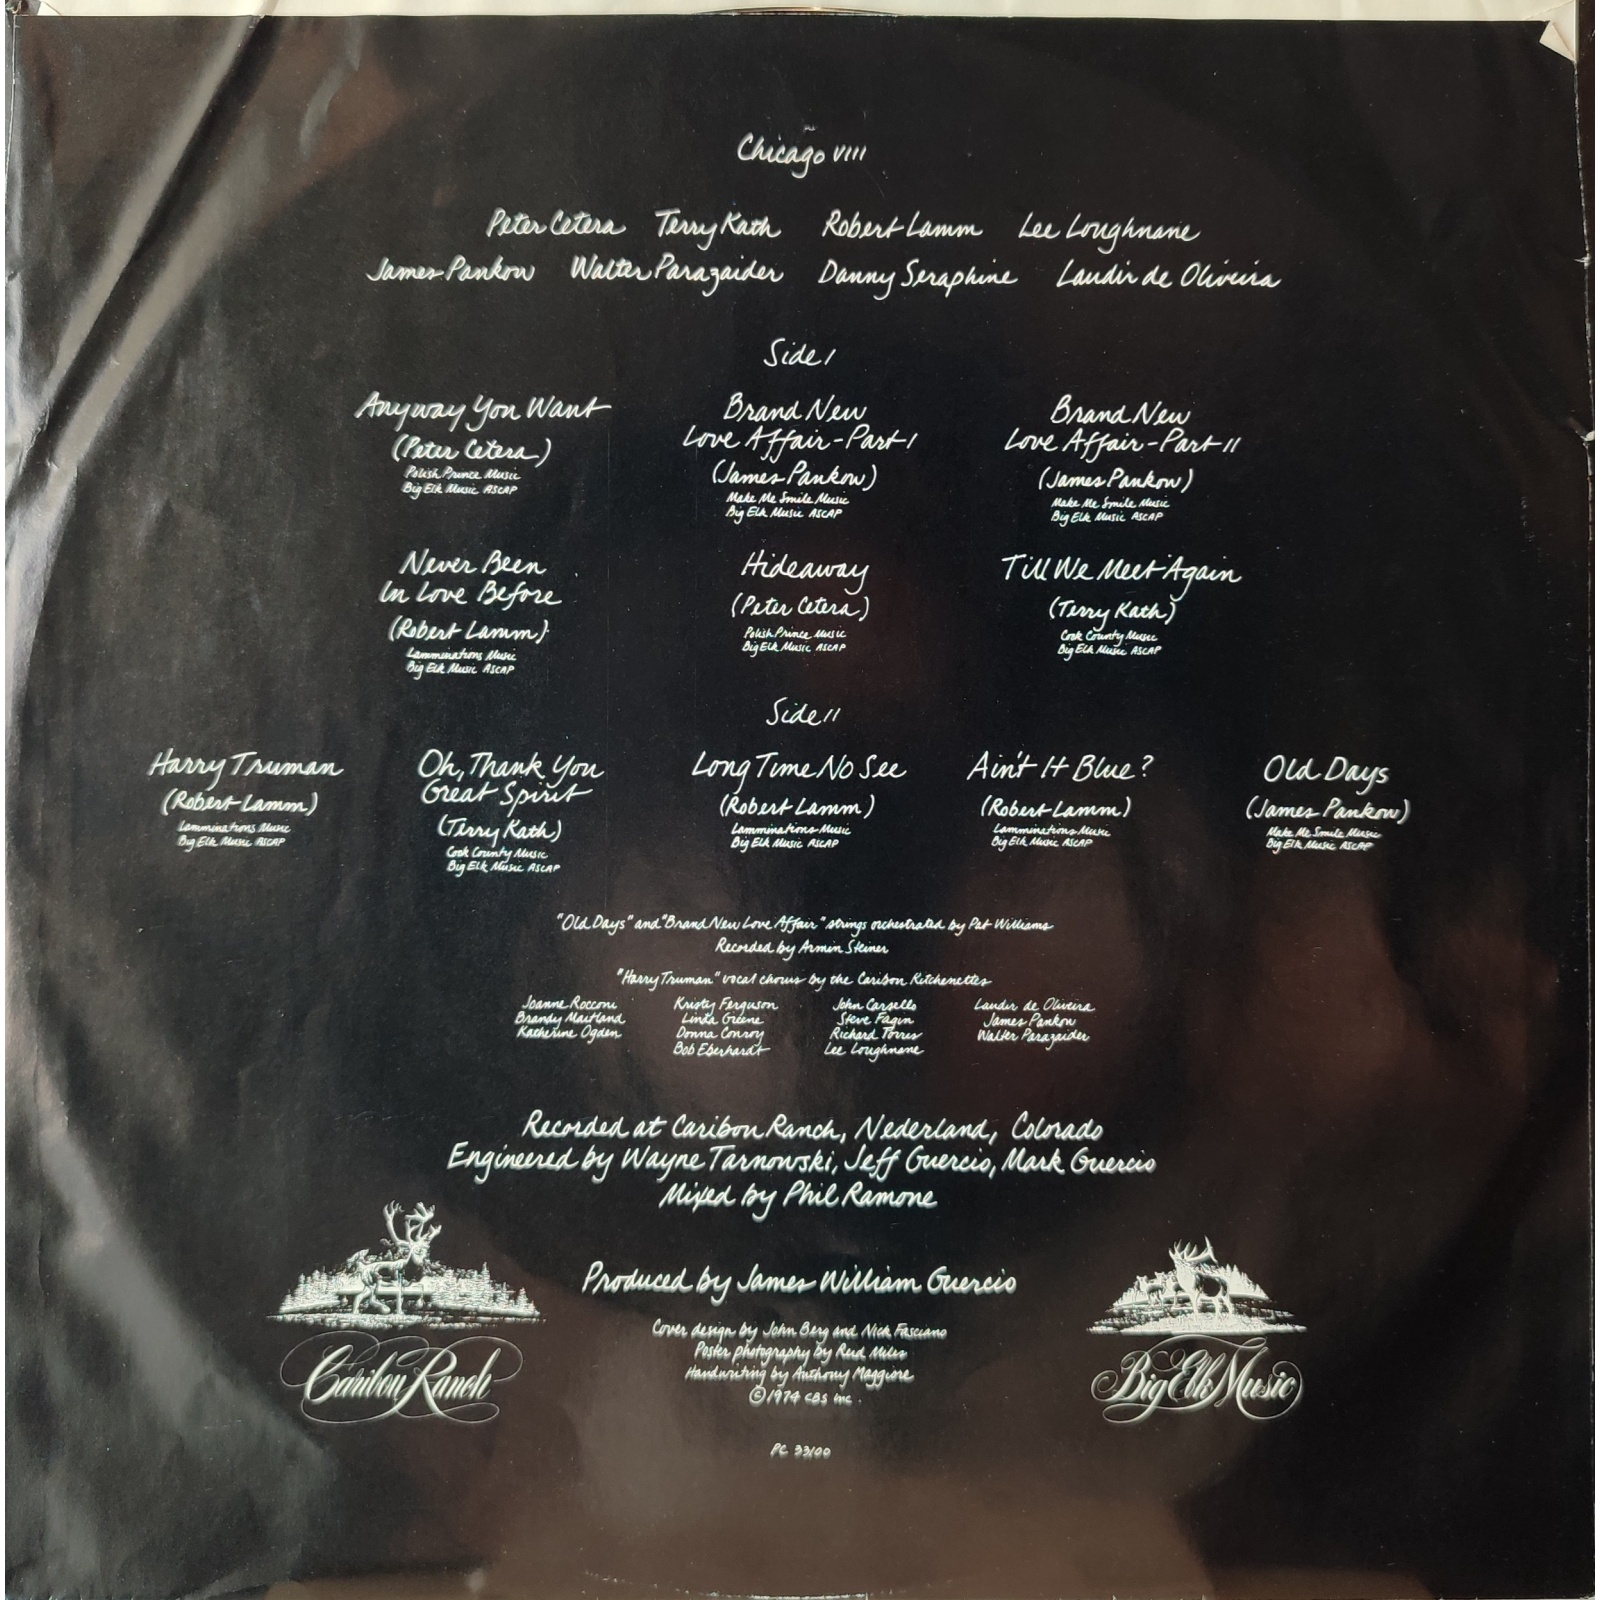 Chicago VIII
Peter Cetera Terry Kath Robert Lamm Lee Loughnane
James Pankow Walter Parazaider Danny Seraphine Laudir de Oliveira
Side I
Anyway You Want
(Peter Cetera)
Polish Prince Music
Big Elk Music ASCAP
Brand New
Love Affair-Part I
(James Pankow)
Make Me Smile Music
Big Elk Music ASCAP
Brand New
Love Affair-Part II
(James Pankow)
Make Me Smile Music
Big Elk Music ASCAP
Never Been
In Love Before
(Robert Lamm)
Lamminations Music
Big Elk Music ASCAP
Hideaway
(Peter Cetera)
Polish Prince Music
Big Elk Music ASCAP
Till We Meet Again
(Terry Kath)
Cook County Music
Big Elk Music ASCAP
Side II
Harry Truman
(Robert Lamm)
Lamminations Music
Big Elk Music ASCAP
Oh, Thank You
Great Spirit
(Terry Kath)
Cook County Music
Big Elk Music ASCAP
Long Time No See
(Robert Lamm)
Lamminations Music
Big Elk Music ASCAP
Ain't It Blue?
(Robert Lamm)
Lamminations Music
Big Elk Music ASCAP
Old Days
(James Pankow)
Make Me Smile Music
Big Elk Music ASCAP
"Old Days" and "Brand New Love Affair" strings orchestrated by Pat Williams
Recorded by Armin Steiner
"Harry Truman" vocal chorus by the Caribou Kitchenettes
Joanne Rocconi Kristy Ferguson John Carsello Laudir de Oliveira
Brandy Maitland Linda Greene Steve Fagin James Pankow
Katherine Ogden Donna Conroy Richard Torres Walter Parazaider
Bob Eberhardt Lee Loughnane
Recorded at Caribou Ranch, Nederland, Colorado
Engineered by Wayne Tarnowski, Jeff Guercio, Mark Guercio
Mixed by Phil Ramone
Produced by James William Guercio
Cover design by John Berg and Nick Fasciano
Poster photography by Reid Miles
Handwriting by Anthony Maggiore
©1974 CBS Inc.
Caribou Ranch
Big Elk Music
PC 33100